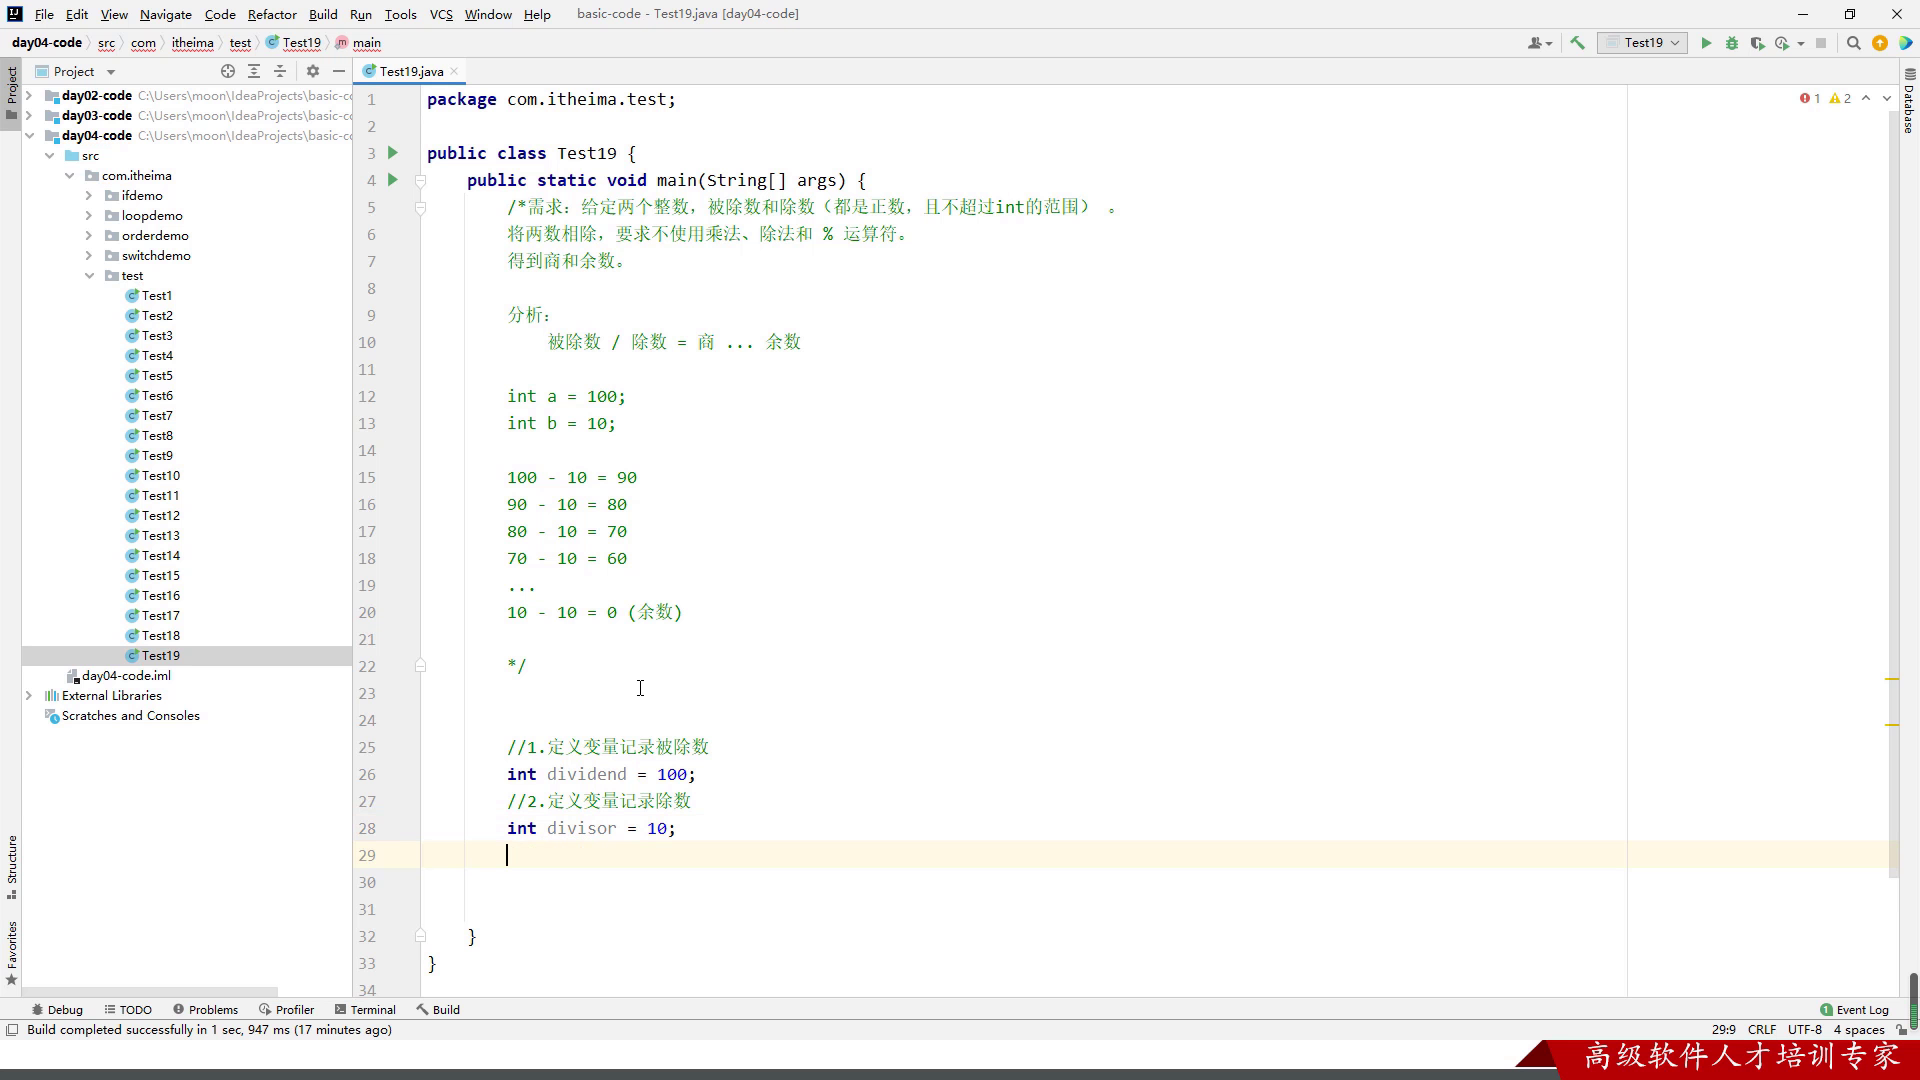 File Edit View Navigate Code Refactor Build Run Tools VCS Window Help basic-code - Test19.java [day04-code]
day04-code src com itheima test Test19 main Test19
Project Test19.java
day02-code C:\Users\moon\IdeaProjects\basic-co
day03-code C:\Users\moon\IdeaProjects\basic-co
day04-code C:\Users\moon\IdeaProjects\basic-co
src
com.itheima
ifdemo
loopdemo
orderdemo
switchdemo
test
Test1
Test2
Test3
Test4
Test5
Test6
Test7
Test8
Test9
Test10
Test11
Test12
Test13
Test14
Test15
Test16
Test17
Test18
Test19
day04-code.iml
External Libraries
Scratches and Consoles
Project
Structure
Favorites
1 package com.itheima.test;
2
3 public class Test19 {
4 public static void main(String[] args) {
5 /*需求：给定两个整数，被除数和除数（都是正数，且不超过int的范围） 。
6 将两数相除，要求不使用乘法、除法和 % 运算符。
7 得到商和余数。
8
9 分析：
10 被除数 / 除数 = 商 ... 余数
11
12 int a = 100;
13 int b = 10;
14
15 100 - 10 = 90
16 90 - 10 = 80
17 80 - 10 = 70
18 70 - 10 = 60
19 ...
20 10 - 10 = 0 (余数)
21
22 */
23
24
25 //1.定义变量记录被除数
26 int dividend = 100;
27 //2.定义变量记录除数
28 int divisor = 10;
29
30
31
32 }
33 }
34
1 2
Database
Debug TODO Problems Profiler Terminal Build 1 Event Log
Build completed successfully in 1 sec, 947 ms (17 minutes ago) 29:9 CRLF UTF-8 4 spaces
高级软件人才培训专家